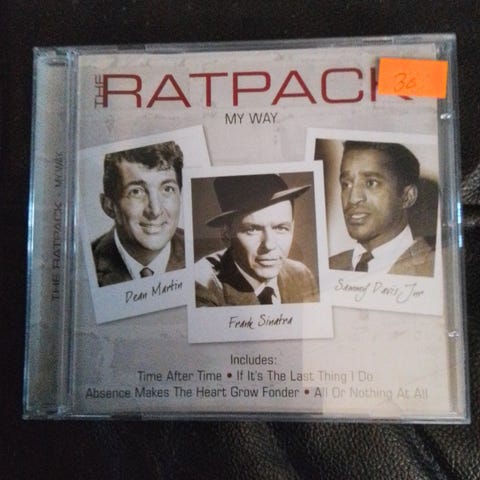 THE RATPACK
MY WAY
30
Dean Martin
Frank Sinatra
Sammy Davis, Jnr
Includes:
Time After Time • If It's The Last Thing I Do
Absence Makes The Heart Grow Fonder • All Or Nothing At All
THE RATPACK MY WAY